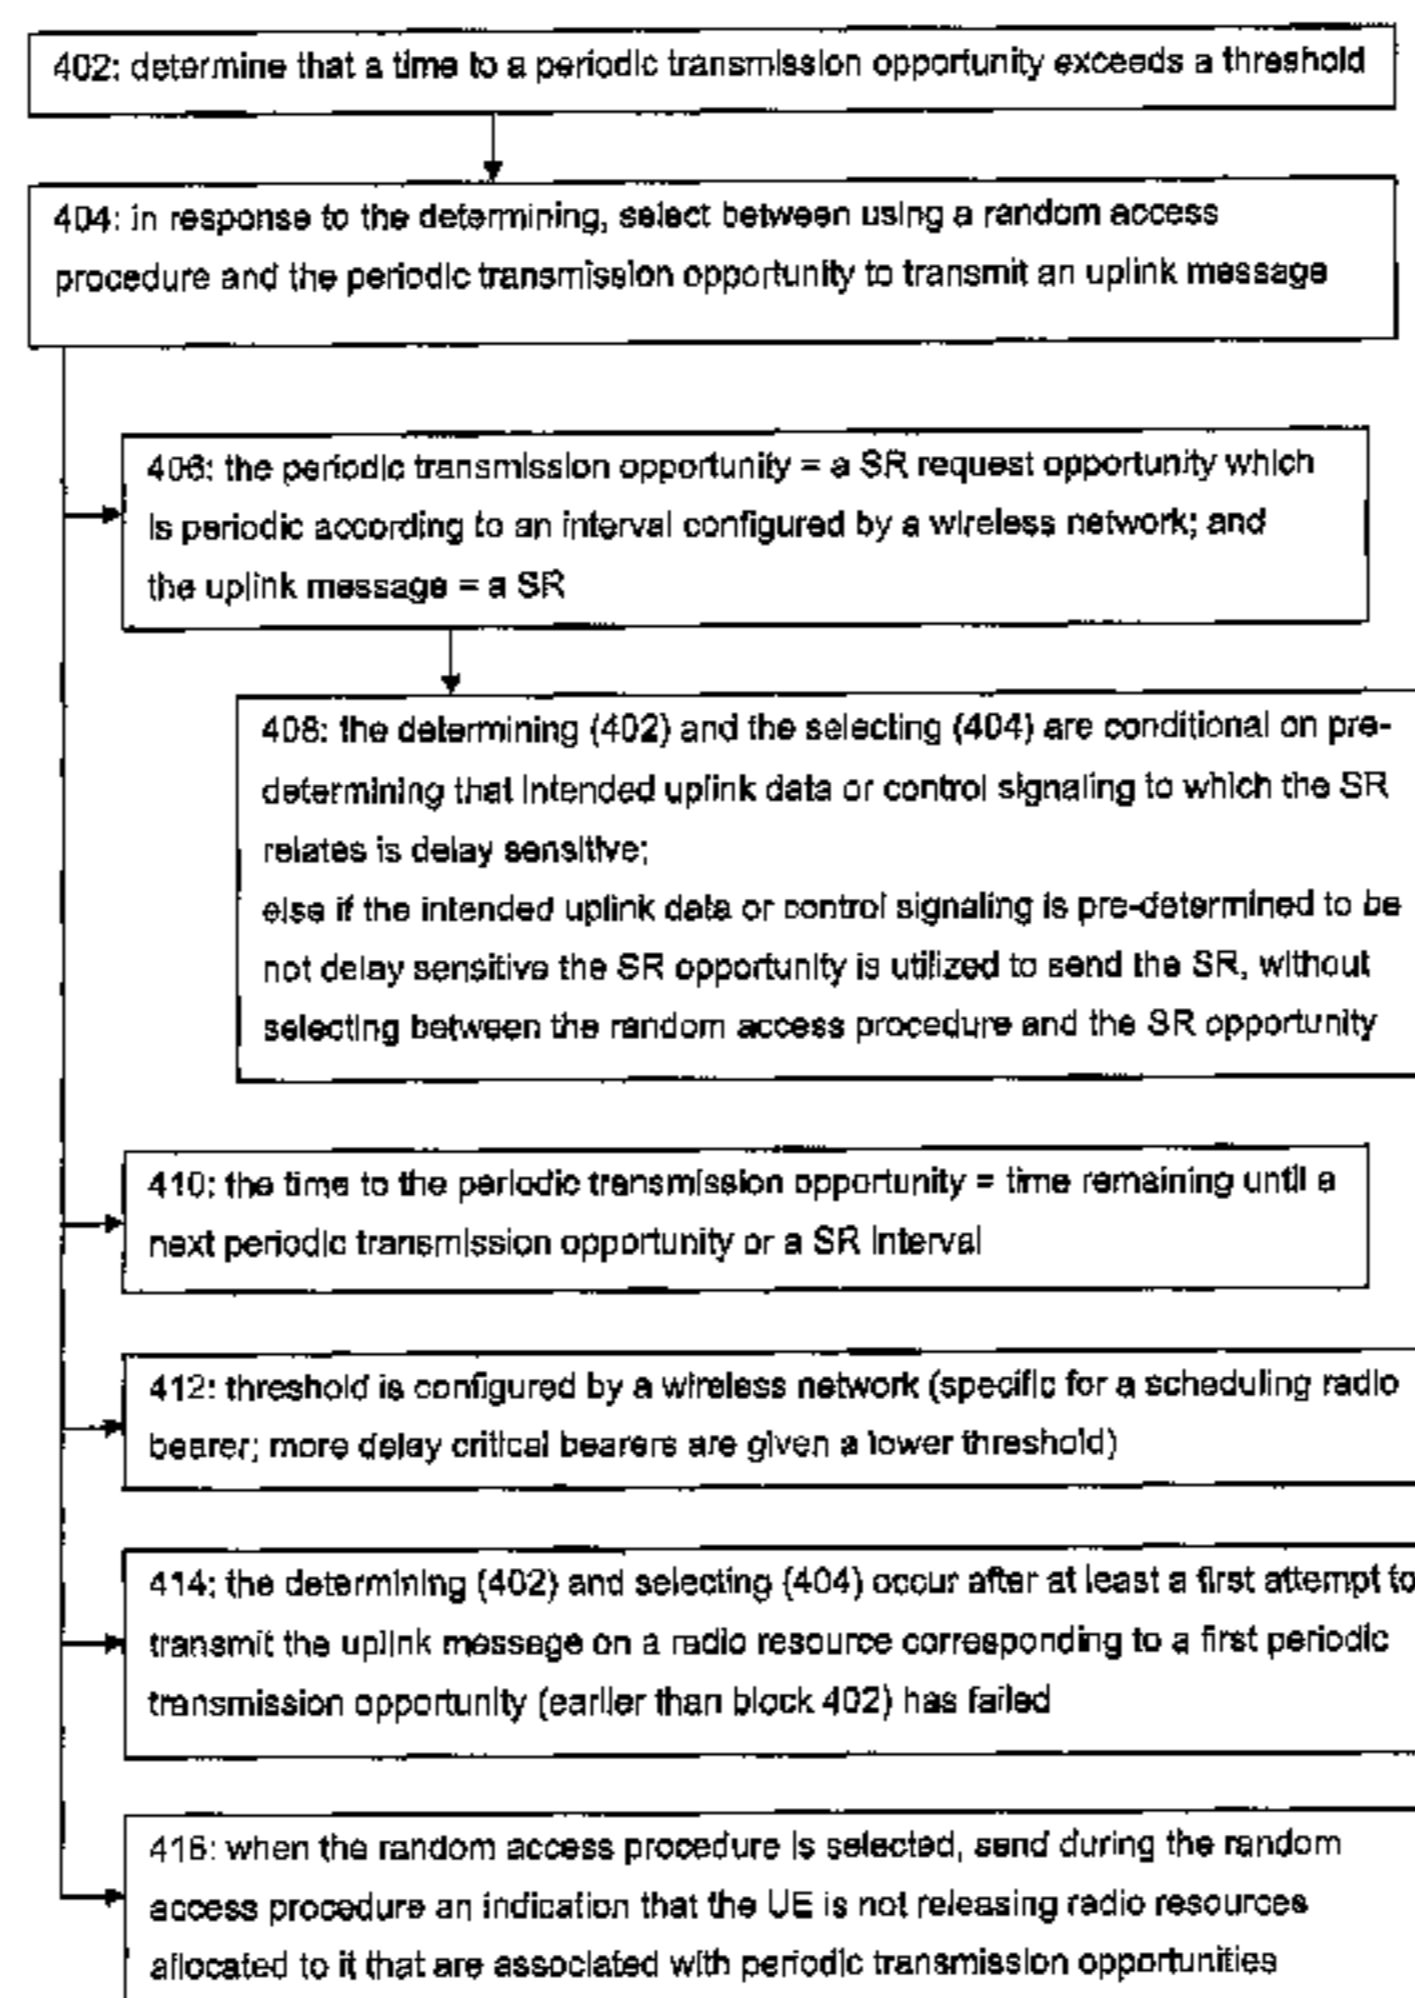 402: determine that a time to a periodic transmission opportunity exceeds a threshold
404: in response to the determining, select between using a random access
procedure and the periodic transmission opportunity to transmit an uplink message
406: the periodic transmission opportunity = a SR request opportunity which
is periodic according to an interval configured by a wireless network; and
the uplink message = a SR
408: the determining (402) and the selecting (404) are conditional on pre-
determining that intended uplink data or control signaling to which the SR
relates is delay sensitive;
else if the intended uplink data or control signaling is pre-determined to be
not delay sensitive the SR opportunity is utilized to send the SR, without
selecting between the random access procedure and the SR opportunity
410: the time to the periodic transmission opportunity = time remaining until a
next periodic transmission opportunity or a SR interval
412: threshold is configured by a wireless network (specific for a scheduling radio
bearer; more delay critical bearers are given a lower threshold)
414: the determining (402) and selecting (404) occur after at least a first attempt to
transmit the uplink message on a radio resource corresponding to a first periodic
transmission opportunity (earlier than block 402) has failed
416: when the random access procedure is selected, send during the random
access procedure an indication that the UE is not releasing radio resources
allocated to it that are associated with periodic transmission opportunities